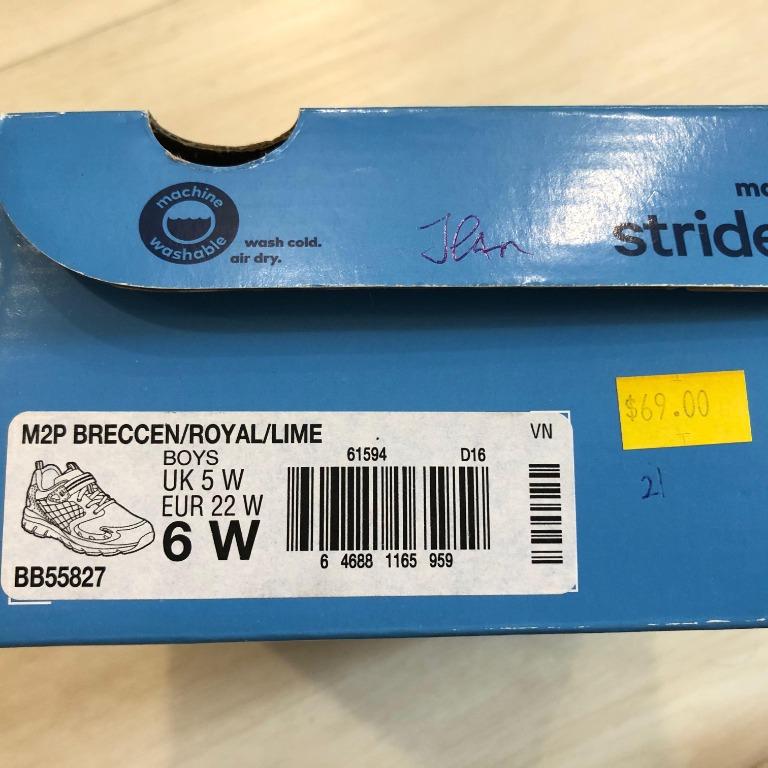 machine
washable
wash cold.
air dry.
stride
$69.00
21
M2P BRECCEN/ROYAL/LIME
VN
BOYS
61594
D16
UK 5 W
EUR 22 W
6 W
6 4688 1165 959
BB55827